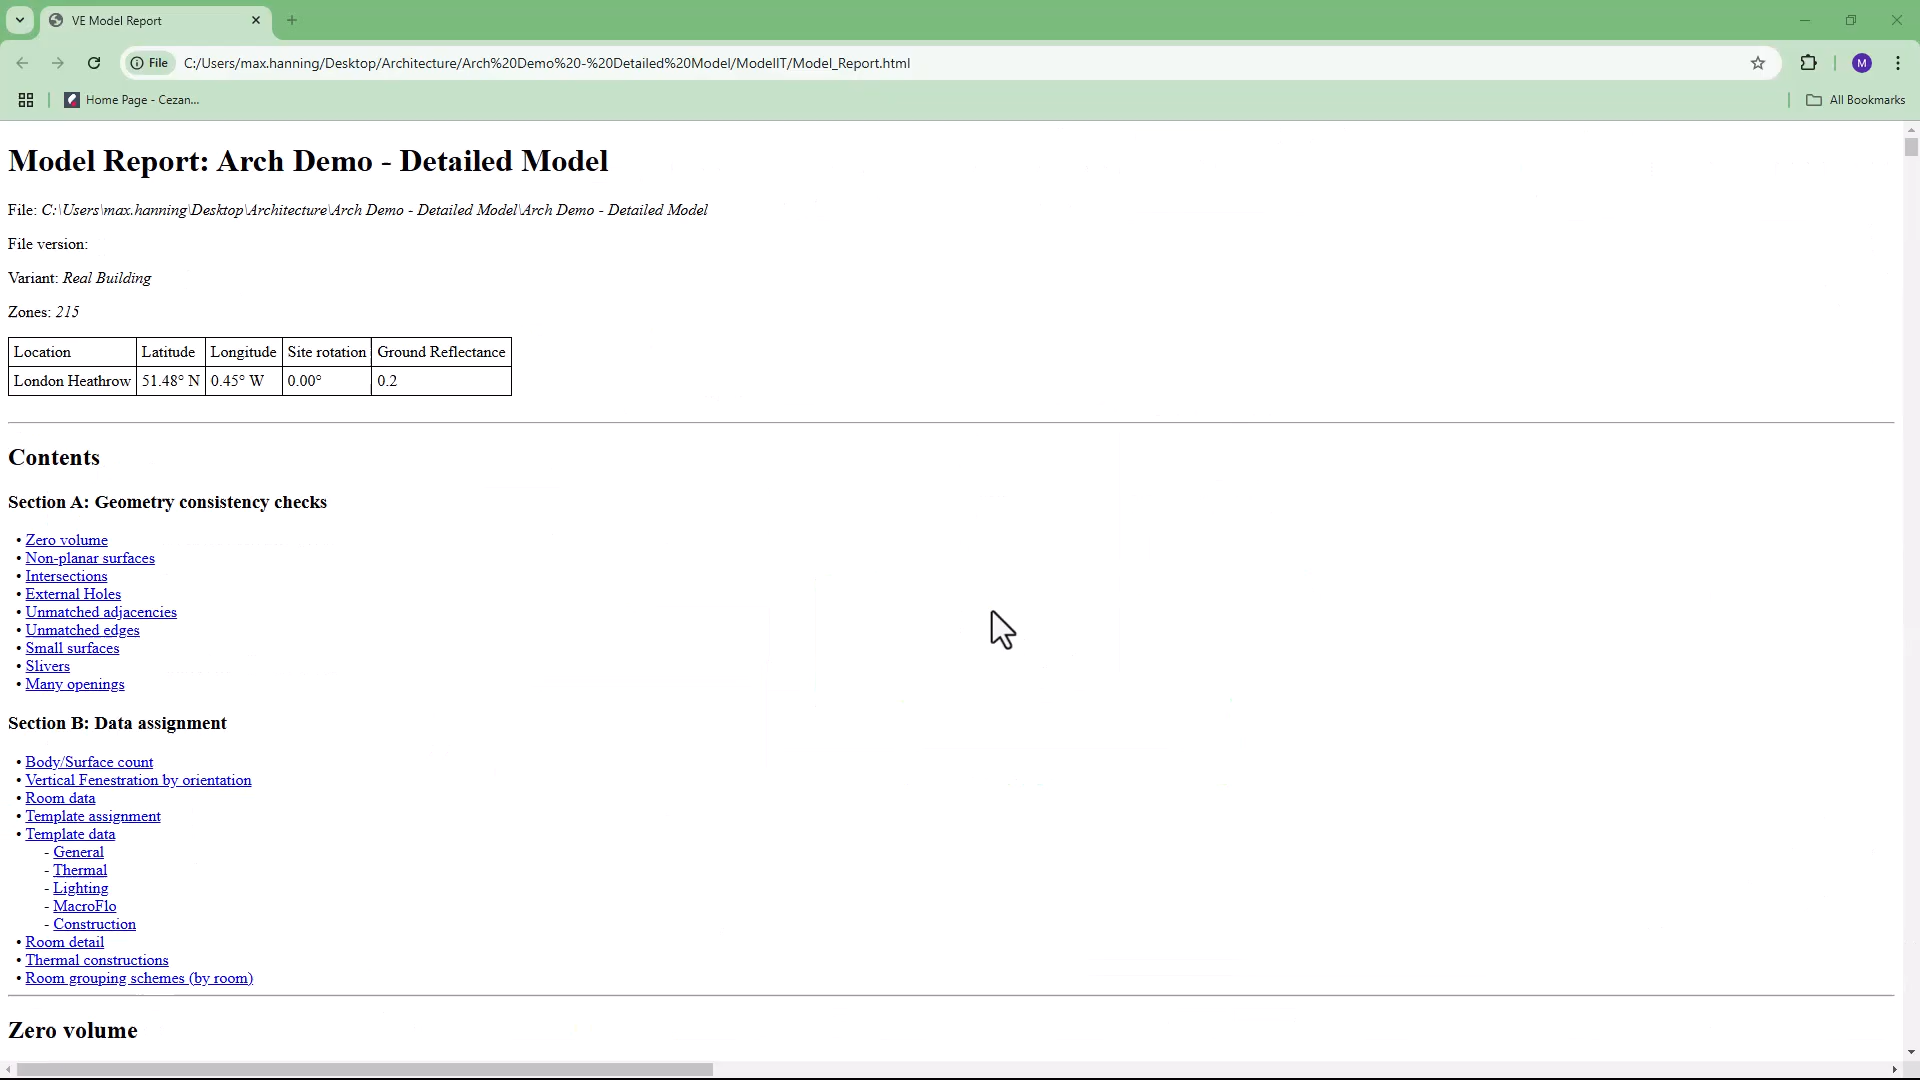 VE Model Report
File C:/Users/max.hanning/Desktop/Architecture/Arch%20Demo%20-%20Detailed%20Model/ModelIT/Model_Report.html
M
Home Page - Cezan...
All Bookmarks
Model Report: Arch Demo - Detailed Model
File: C:\Users\max.hanning\Desktop\Architecture\Arch Demo - Detailed Model\Arch Demo - Detailed Model
File version:
Variant: Real Building
Zones: 215
Location Latitude Longitude Site rotation Ground Reflectance
London Heathrow 51.48° N 0.45° W 0.00° 0.2
Contents
Section A: Geometry consistency checks
• Zero volume
• Non-planar surfaces
• Intersections
• External Holes
• Unmatched adjacencies
• Unmatched edges
• Small surfaces
• Slivers
• Many openings
Section B: Data assignment
• Body/Surface count
• Vertical Fenestration by orientation
• Room data
• Template assignment
• Template data
- General
- Thermal
- Lighting
- MacroFlo
- Construction
• Room detail
• Thermal constructions
• Room grouping schemes (by room)
Zero volume